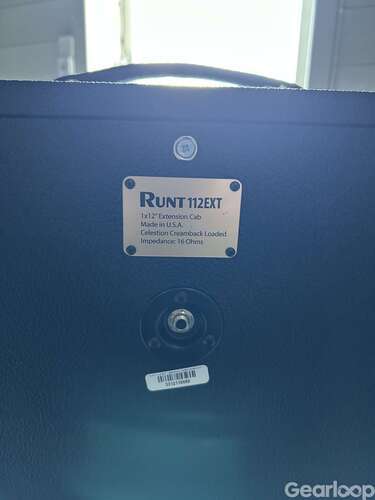 RUNT 112EXT
1x12" Extension Cab
Made in U.S.A.
Celestion Creamback Loaded
Impedance: 16 Ohms
Gearloop